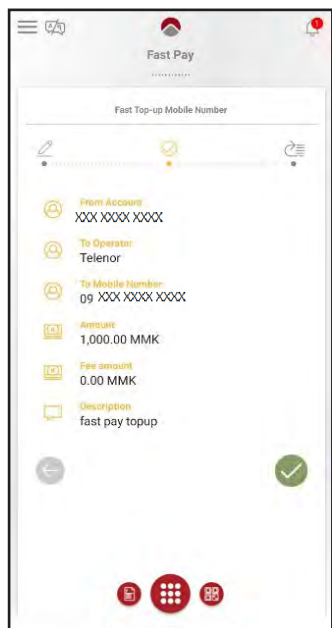 1
Fast Pay
Fast Top-up Mobile Number
From Account
XXX XXXX XXXX
To Operator
Telenor
To Mobile Number
09 XXX XXXX XXXX
Amount
1,000.00 MMK
Fee amount
0.00 MMK
Description
fast pay topup